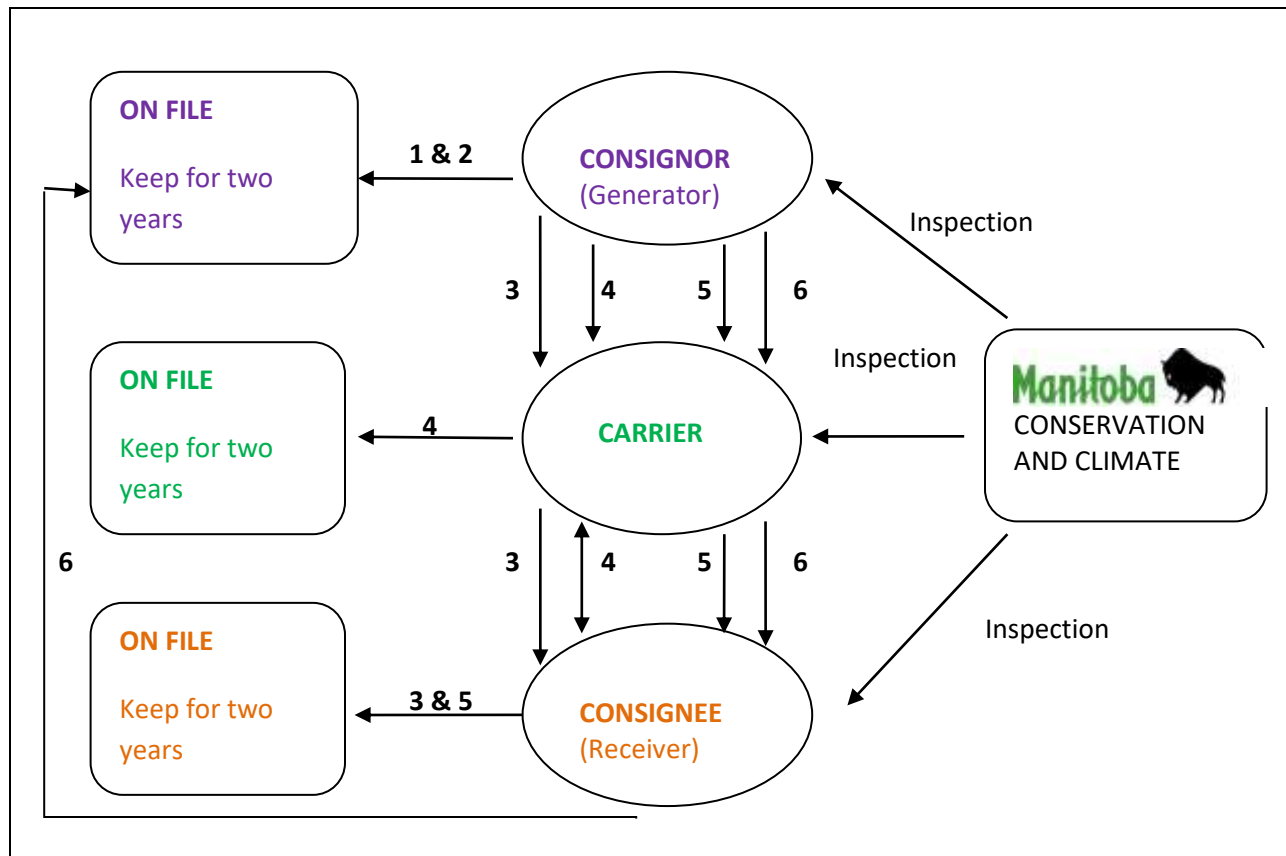 ON FILE
Keep for two
years
1 & 2
CONSIGNOR
(Generator)
Inspection
3
4
5
6
ON FILE
Keep for two
years
4
CARRIER
Inspection
Manitoba
CONSERVATION
AND CLIMATE
6
3
4
5
6
ON FILE
Keep for two
years
3 & 5
CONSIGNEE
(Receiver)
Inspection